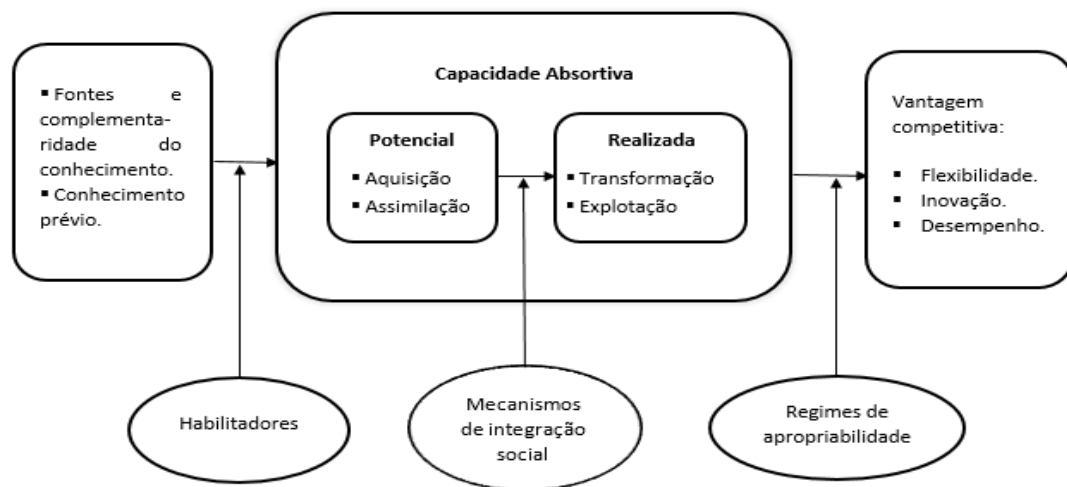 ▪ Fontes e
complementa-
ridade do
conhecimento.
▪ Conhecimento
prévio.
Capacidade Absortiva
Potencial
▪ Aquisição
▪ Assimilação
Realizada
▪ Transformação
▪ Explotação
Vantagem
competitiva:
▪ Flexibilidade.
▪ Inovação.
▪ Desempenho.
Habilitadores
Mecanismos
de integração
social
Regimes de
apropriabilidade